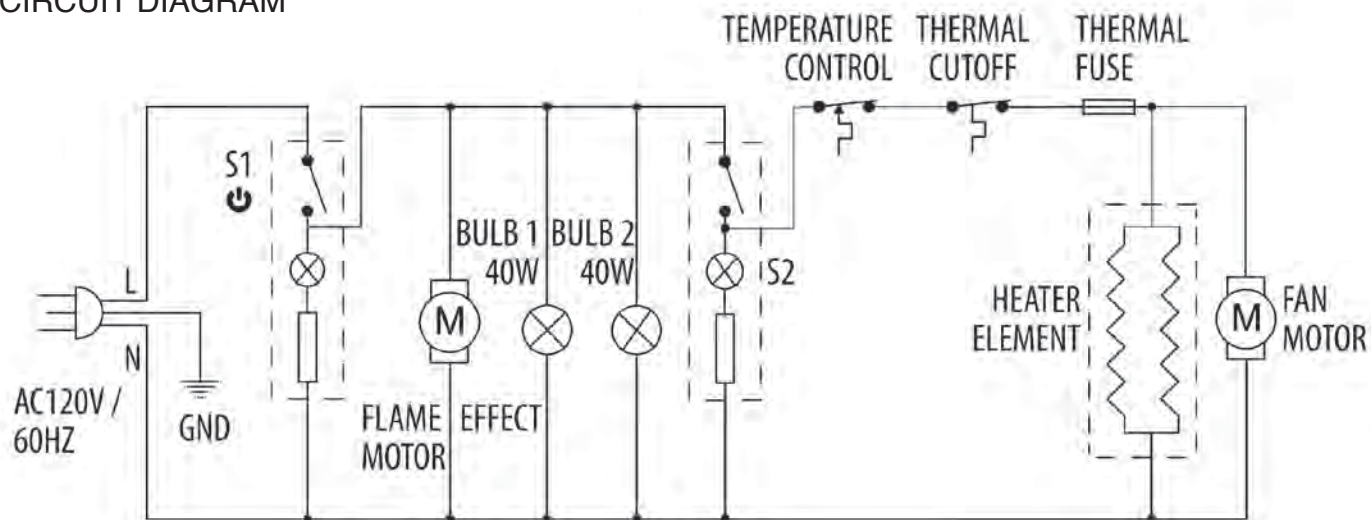 CIRCUIT DIAGRAM
TEMPERATURE
CONTROL
THERMAL
CUTOFF
THERMAL
FUSE
S1
BULB 1
40W
BULB 2
40W
S2
L
N
AC120V /
60HZ
GND
M
FLAME EFFECT
MOTOR
HEATER
ELEMENT
M
FAN
MOTOR